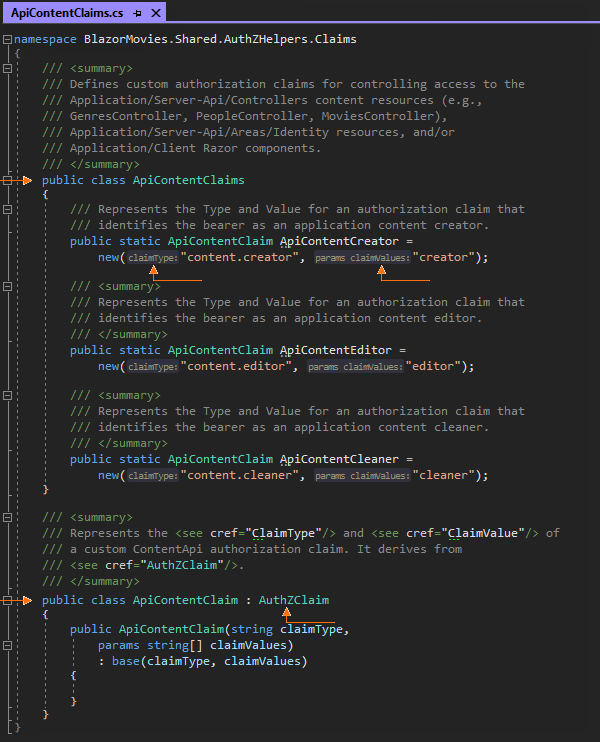 ApiContentClaims.cs
namespace BlazorMovies.Shared.AuthZHelpers.Claims
{
/// <summary>
/// Defines custom authorization claims for controlling access to the
/// Application/Server-Api/Controllers content resources (e.g.,
/// GenresController, PeopleController, MoviesController),
/// Application/Server-Api/Areas/Identity resources, and/or
/// Application/Client Razor components.
/// </summary>
public class ApiContentClaims
{
/// Represents the Type and Value for an authorization claim that
/// identifies the bearer as an application content creator.
public static ApiContentClaim ApiContentCreator =
new(claimType:"content.creator", params claimValues:"creator");
/// <summary>
/// Represents the Type and Value for an authorization claim that
/// identifies the bearer as an application content editor.
/// </summary>
public static ApiContentClaim ApiContentEditor =
new(claimType:"content.editor", params claimValues:"editor");
/// <summary>
/// Represents the Type and Value for an authorization claim that
/// identifies the bearer as an application content cleaner.
/// </summary>
public static ApiContentClaim ApiContentCleaner =
new(claimType:"content.cleaner", params claimValues:"cleaner");
}
/// <summary>
/// Represents the <see cref="ClaimType"/> and <see cref="ClaimValue"/> of
/// a custom ContentApi authorization claim. It derives from
/// <see cref="AuthZClaim"/>.
/// </summary>
public class ApiContentClaim : AuthZClaim
{
public ApiContentClaim(string claimType,
params string[] claimValues)
: base(claimType, claimValues)
{
}
}
}